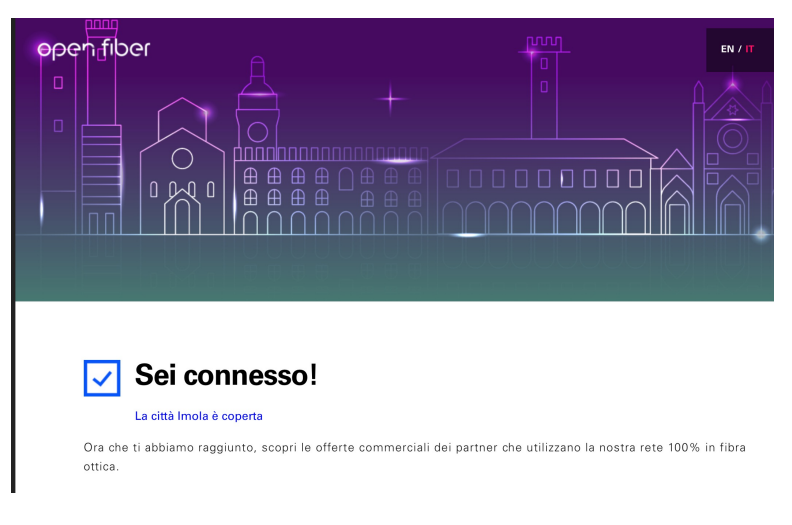 open fiber
EN / IT
Sei connesso!
La città Imola è coperta
Ora che ti abbiamo raggiunto, scopri le offerte commerciali dei partner che utilizzano la nostra rete 100% in fibra
ottica.